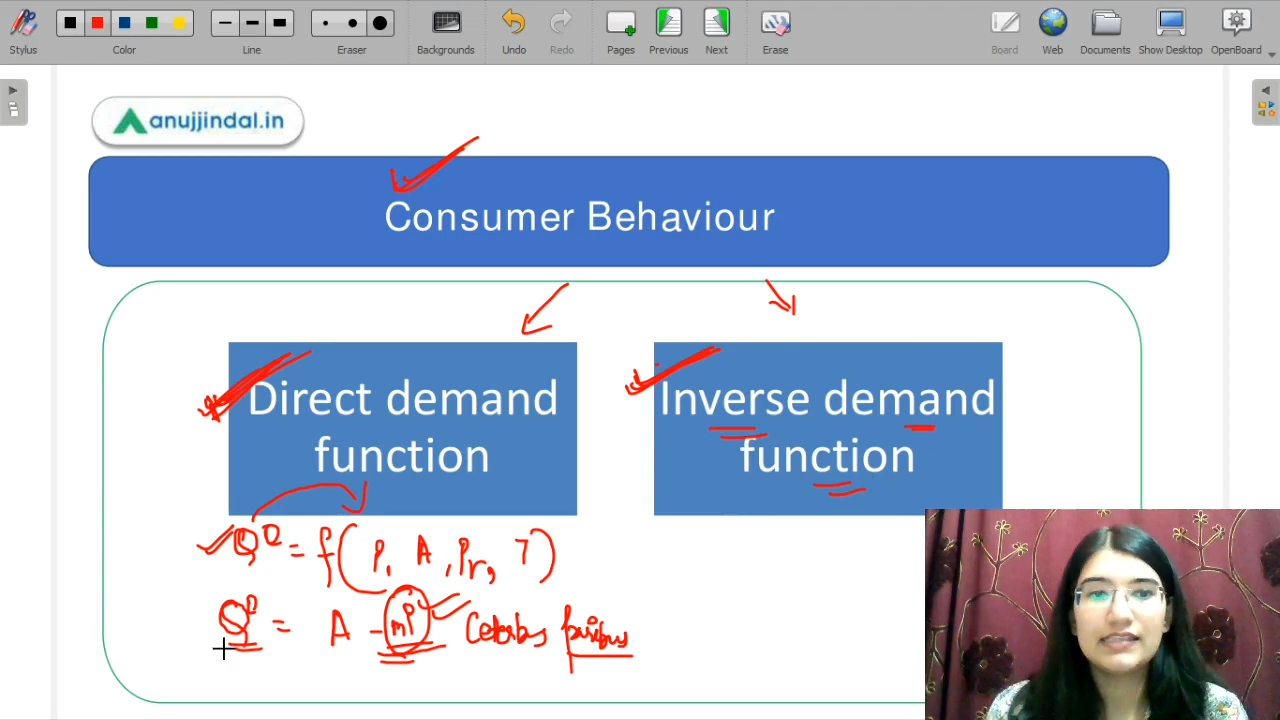 Stylus Color Line Eraser Backgrounds Undo Redo Pages Previous Next Erase Board Web Documents Show Desktop OpenBoard
anujjindal.in
Consumer Behaviour
Direct demand
function
Inverse demand
function
Q^D = f(P, A, Pr, T)
Q^D = A - mP
paribus